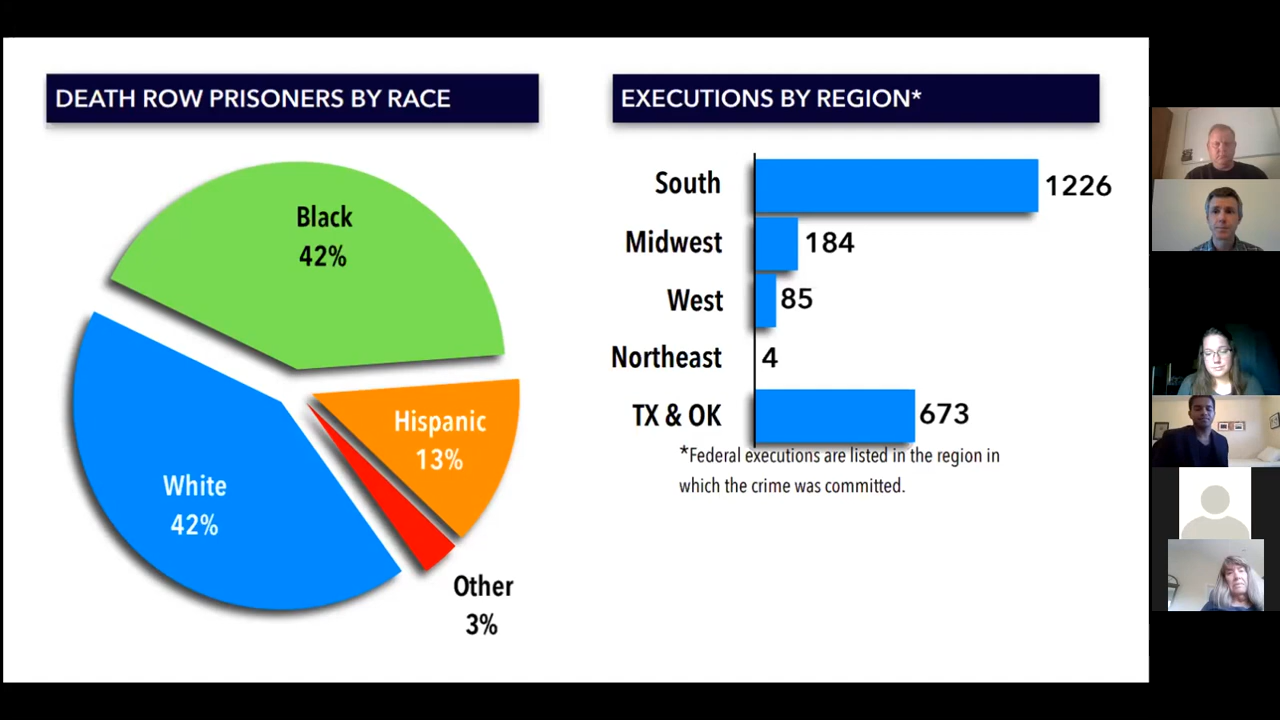 DEATH ROW PRISONERS BY RACE
Black
42%
Hispanic
13%
White
42%
Other
3%
EXECUTIONS BY REGION*
South 1226
Midwest 184
West 85
Northeast 4
TX & OK 673
*Federal executions are listed in the region in
which the crime was committed.